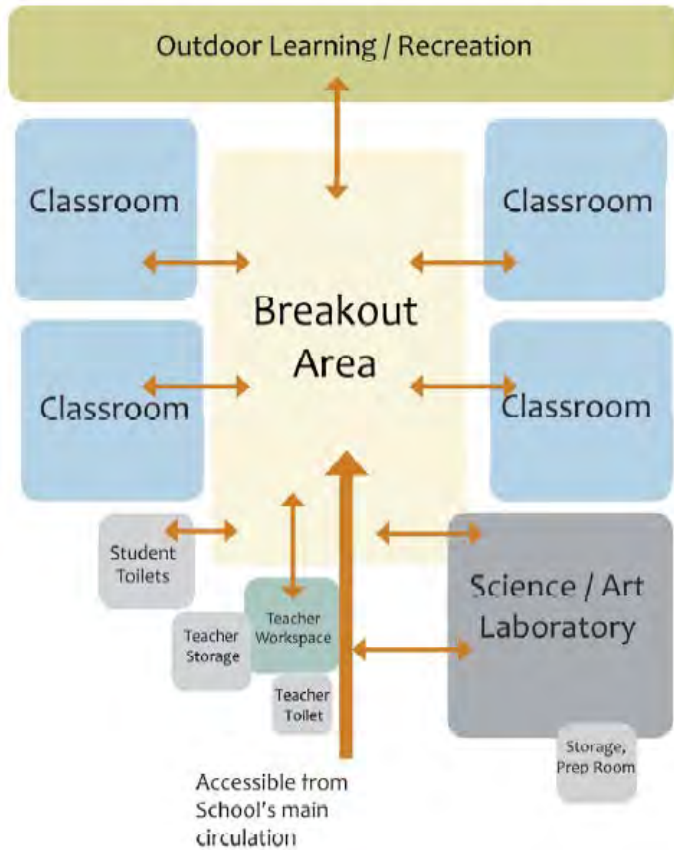 Outdoor Learning / Recreation
Classroom
Classroom
Breakout
Area
Classroom
Classroom
Student
Toilets
Science / Art
Laboratory
Teacher
Workspace
Teacher
Storage
Teacher
Toilet
Storage,
Prep Room
Accessible from
School's main
circulation